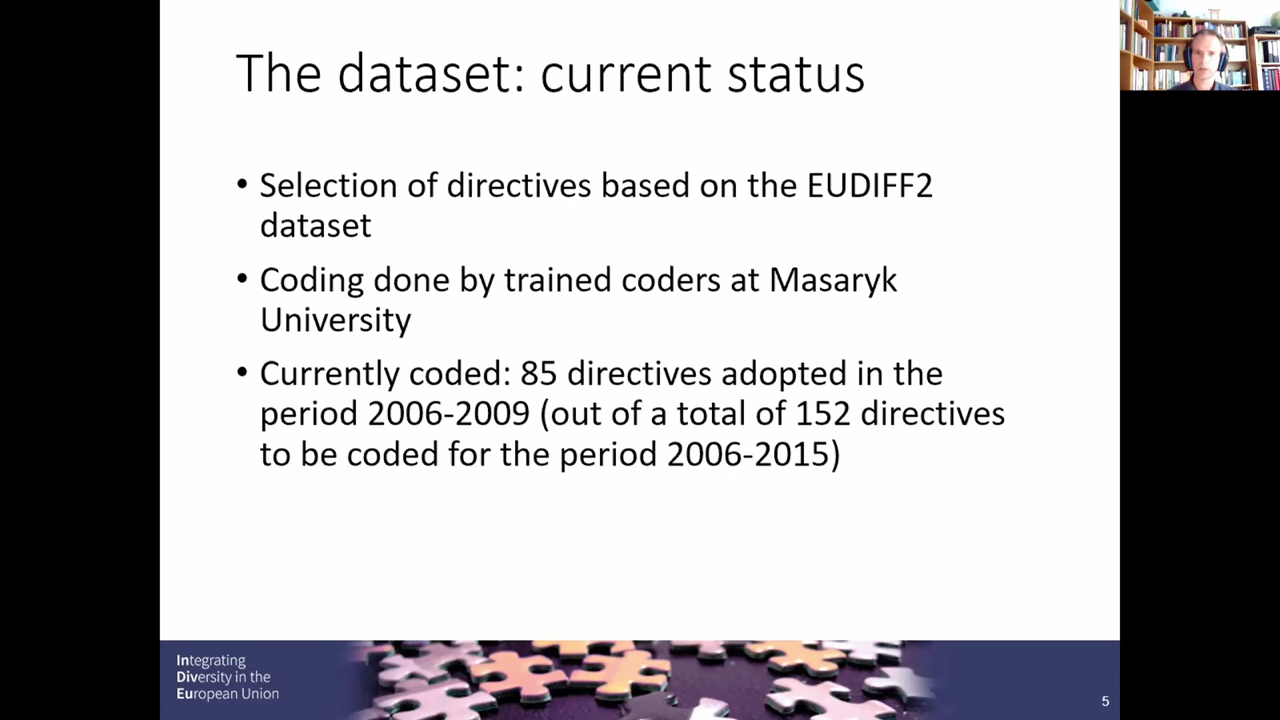 The dataset: current status
• Selection of directives based on the EUDIFF2
dataset
• Coding done by trained coders at Masaryk
University
• Currently coded: 85 directives adopted in the
period 2006-2009 (out of a total of 152 directives
to be coded for the period 2006-2015)
Integrating
Diversity in the
European Union
5